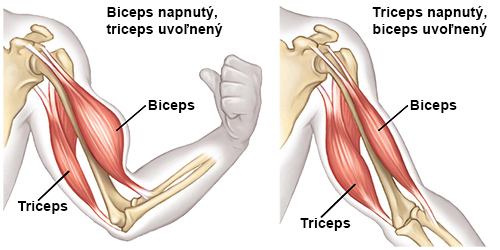 Biceps napnutý,
triceps uvoľnený
Biceps
Triceps
Triceps napnutý,
biceps uvoľnený
Biceps
Triceps